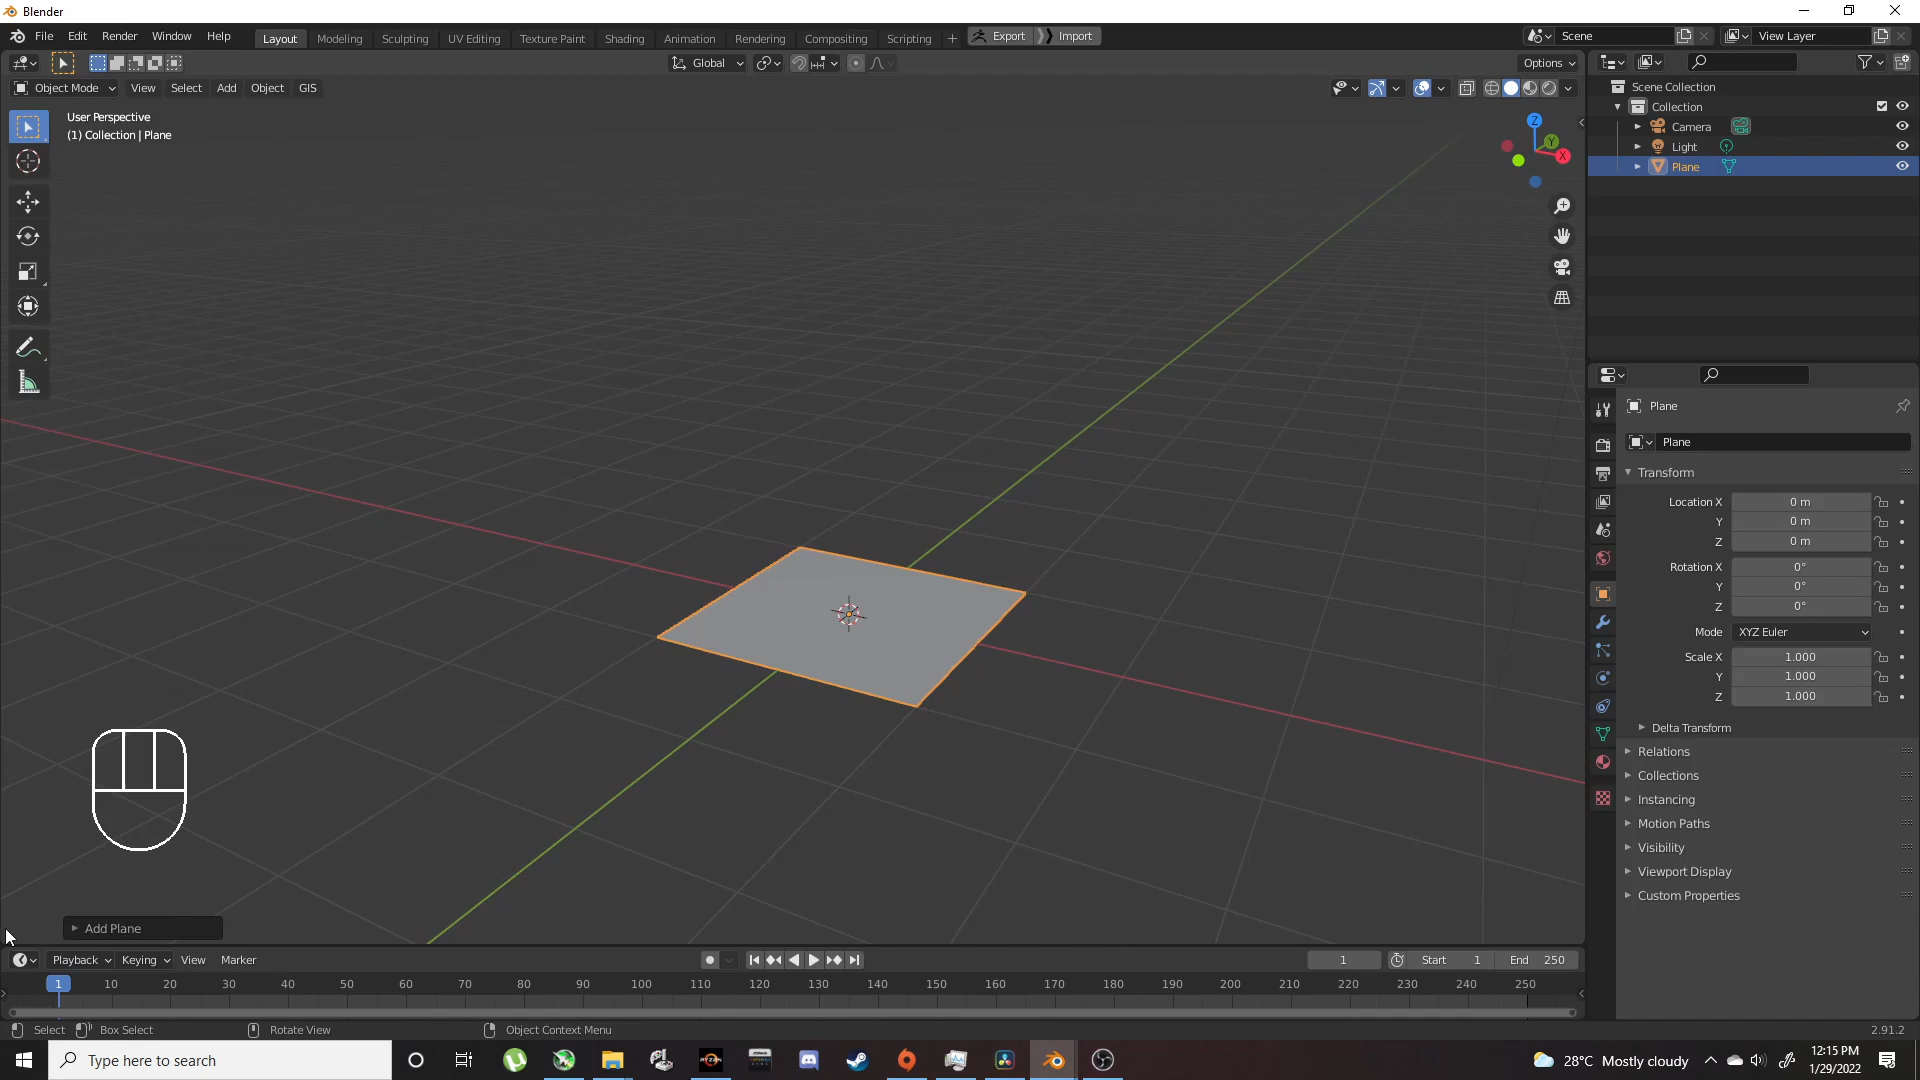 Blender
File Edit Render Window Help Layout Modeling Sculpting UV Editing Texture Paint Shading Animation Rendering Compositing Scripting + Export Import Scene View Layer
Global Options
Object Mode View Select Add Object GIS
User Perspective
(1) Collection | Plane
Z
Y
X
Scene Collection
Collection
Camera
Light
Plane
Plane
Plane
Transform
Location X 0 m
Y 0 m
Z 0 m
Rotation X 0°
Y 0°
Z 0°
Mode XYZ Euler
Scale X 1.000
Y 1.000
Z 1.000
Delta Transform
Relations
Collections
Instancing
Motion Paths
Visibility
Viewport Display
Custom Properties
Add Plane
Playback Keying View Marker 1 Start 1 End 250
1 10 20 30 40 50 60 70 80 90 100 110 120 130 140 150 160 170 180 190 200 210 220 230 240 250
Select Box Select Rotate View Object Context Menu 2.91.2
Type here to search
RYZEN
28°C Mostly cloudy
12:15 PM
1/29/2022